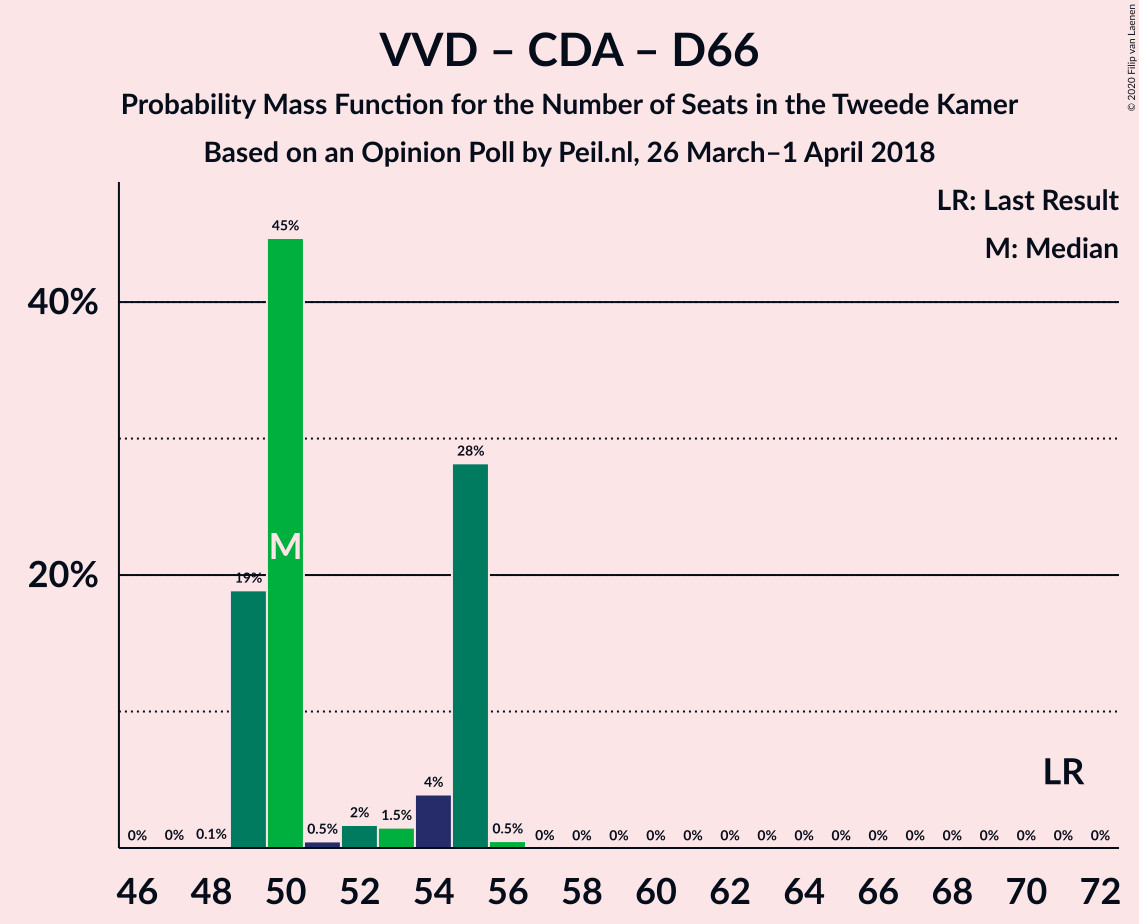 VVD – CDA – D66
Probability Mass Function for the Number of Seats in the Tweede Kamer
Based on an Opinion Poll by Peil.nl, 26 March–1 April 2018
© 2020 Filip van Laenen
LR: Last Result
M: Median
40%
20%
0% 0% 0.1% 19% 45% 0.5% 2% 1.5% 4% 28% 0.5% 0% 0% 0% 0% 0% 0% 0% 0% 0% 0% 0% 0% 0% 0% 0% 0%
M
LR
46 48 50 52 54 56 58 60 62 64 66 68 70 72